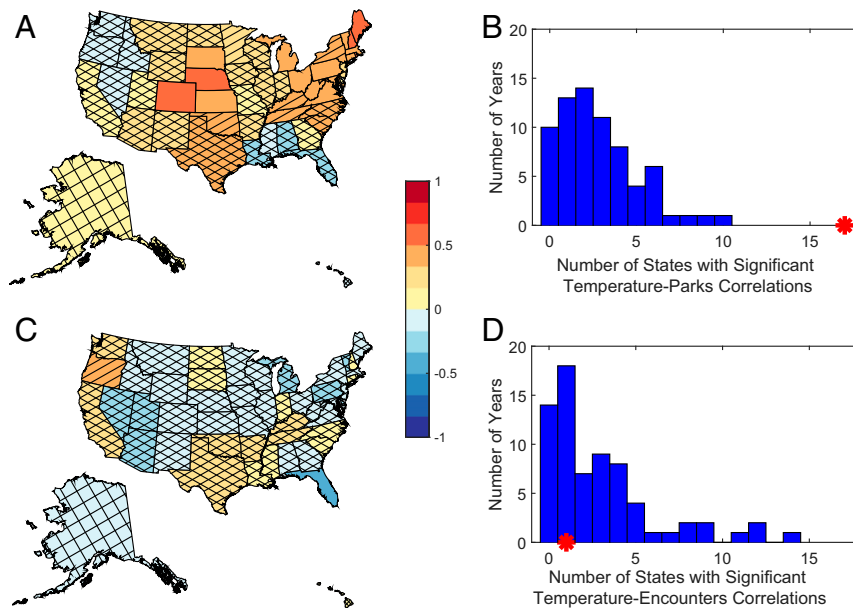 A
B
20
15
10
5
0
Number of Years
0
5
10
15
Number of States with Significant
Temperature-Parks Correlations
1
0.5
0
-0.5
-1
C
D
20
15
10
5
0
Number of Years
0
5
10
15
Number of States with Significant
Temperature-Encounters Correlations